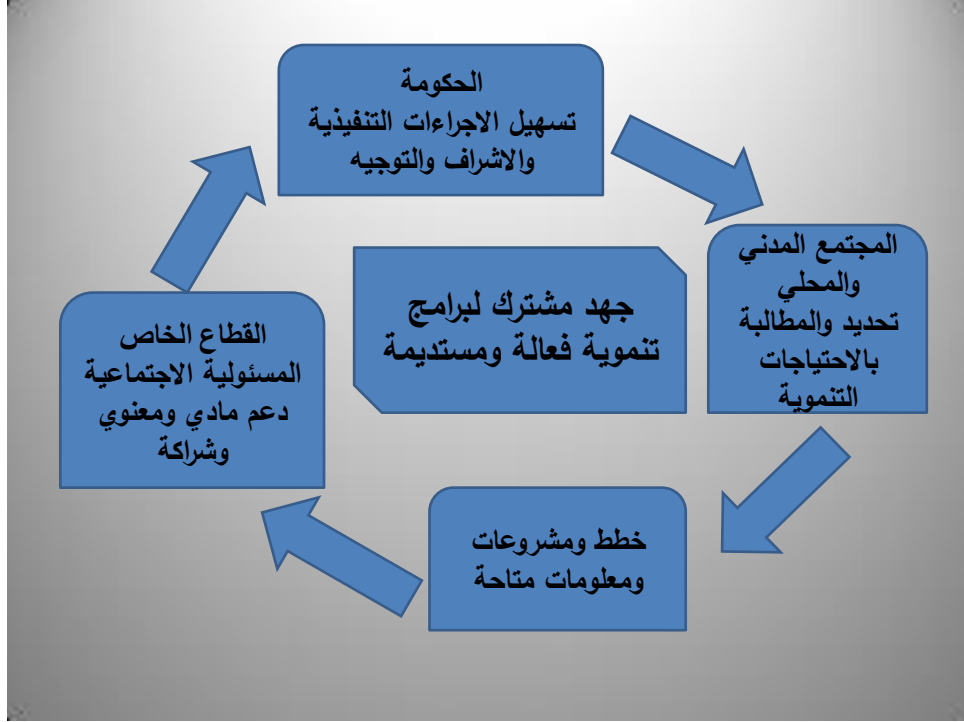 الحكومة
تسهيل الاجراءات التنفيذية
والاشراف والتوجيه
المجتمع المدني
والمحلي
تحديد والمطالبة
بالاحتياجات
التنموية
جهد مشترك لبرامج
تنموية فعالة ومستديمة
القطاع الخاص
المسئولية الاجتماعية
دعم مادي ومعنوي
وشراكة
خطط ومشروعات
ومعلومات متاحة